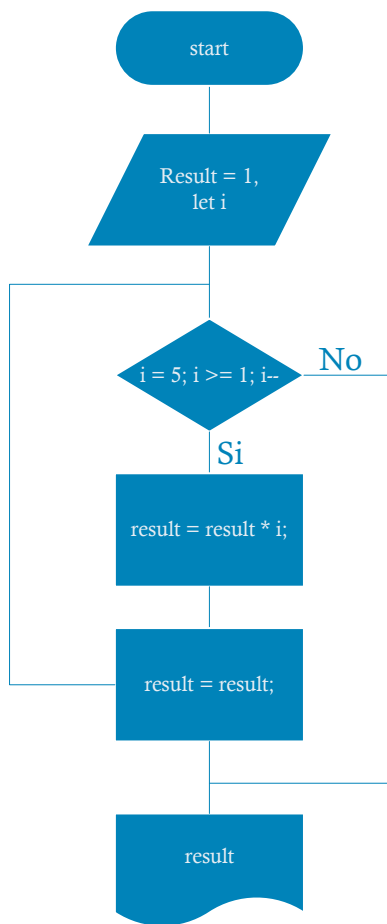 start
Result = 1,
let i
i = 5; i >= 1; i--
No
Si
result = result * i;
result = result;
result